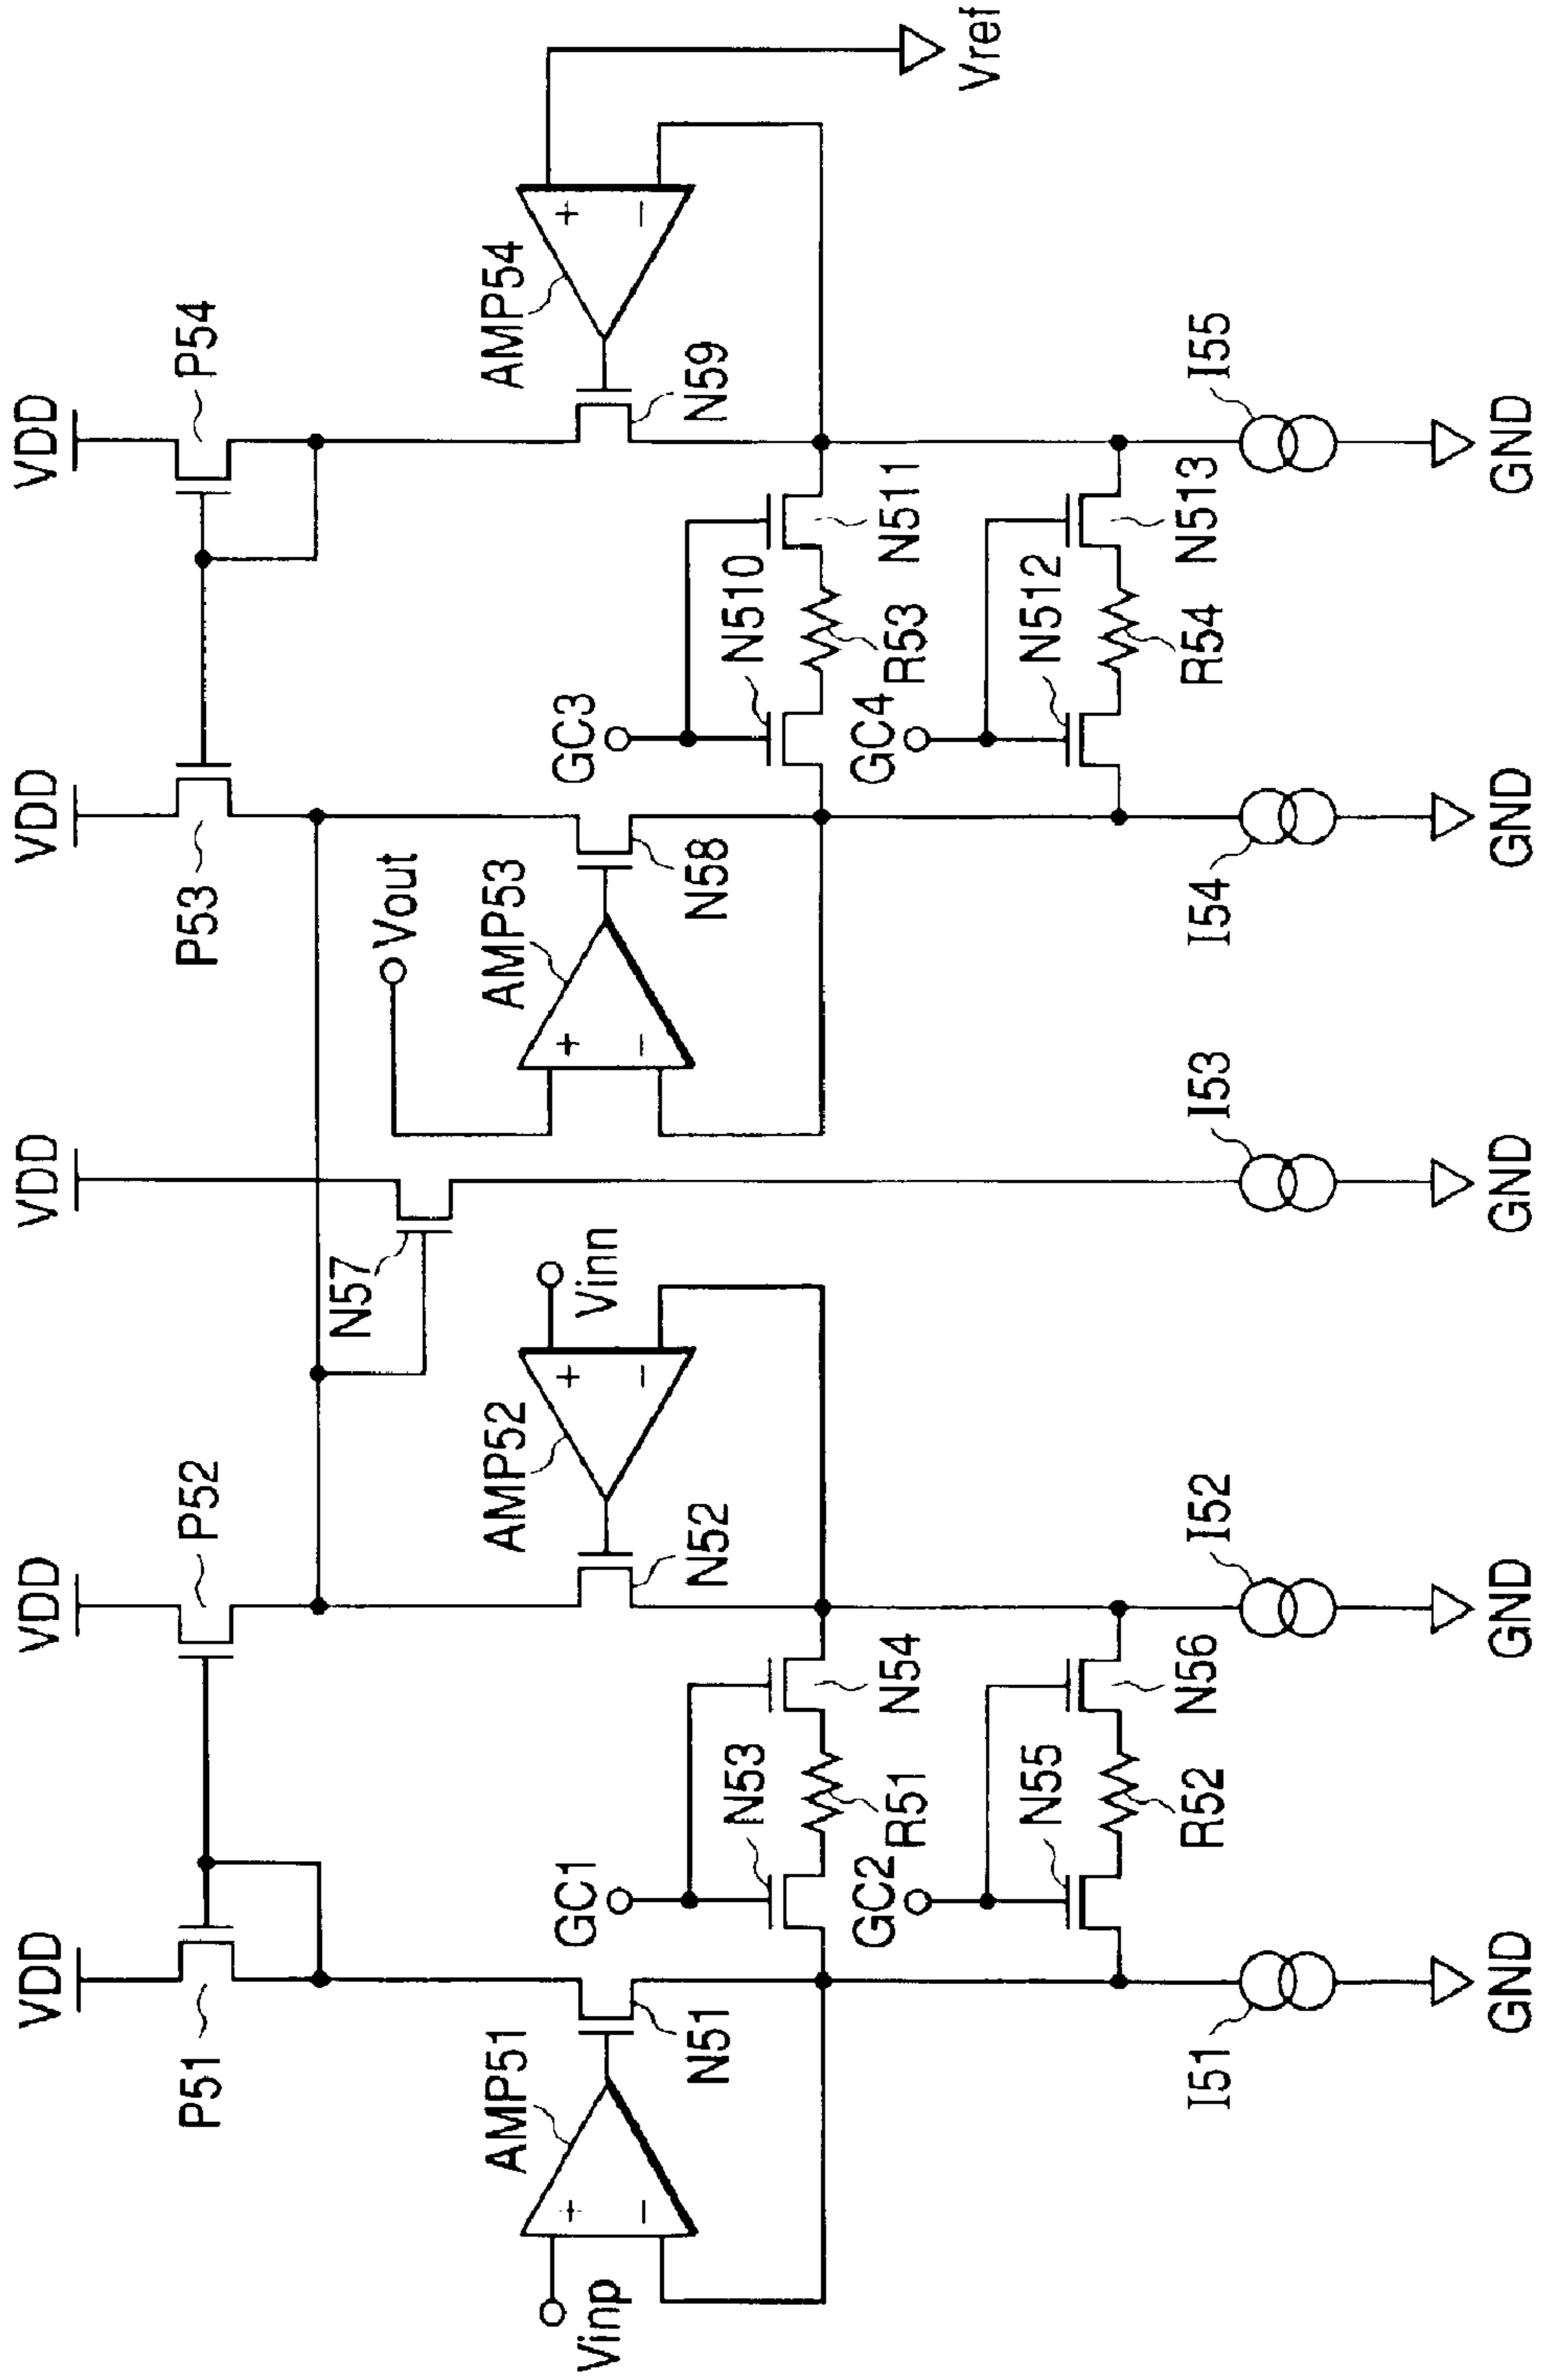 VDD VDD VDD VDD VDD
P51 P52 P53 P54
N57 Vout
Vinp AMP51 AMP52 Vinn AMP53 AMP54
+ + + +
− − − −
N51 N52 N58 N59
GC1 N53 N54 GC3 N510 N511
R51 R53 Vref
GC2 N55 N56 GC4 N512 N513
R52 R54
I51 I52 I53 I54 I55
GND GND GND GND GND